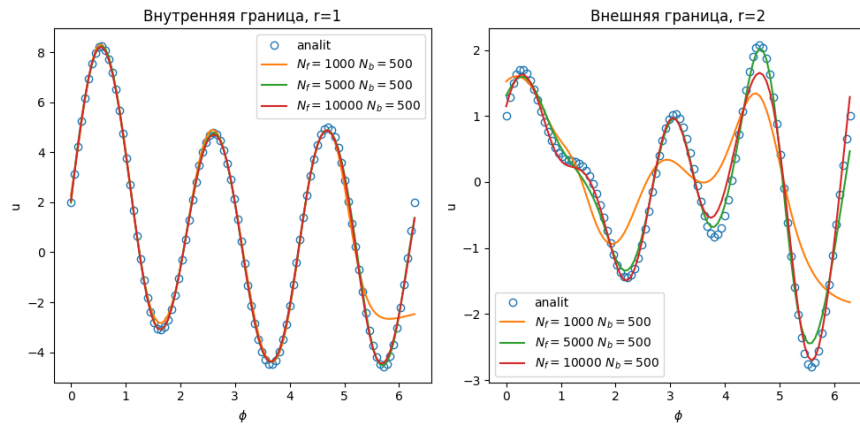 Внутренняя граница, r=1
u
8
6
4
2
0
−2
−4
analit
N_f = 1000 N_b = 500
N_f = 5000 N_b = 500
N_f = 10000 N_b = 500
0 1 2 3 4 5 6
ϕ
Внешняя граница, r=2
u
2
1
0
−1
−2
−3
analit
N_f = 1000 N_b = 500
N_f = 5000 N_b = 500
N_f = 10000 N_b = 500
0 1 2 3 4 5 6
ϕ